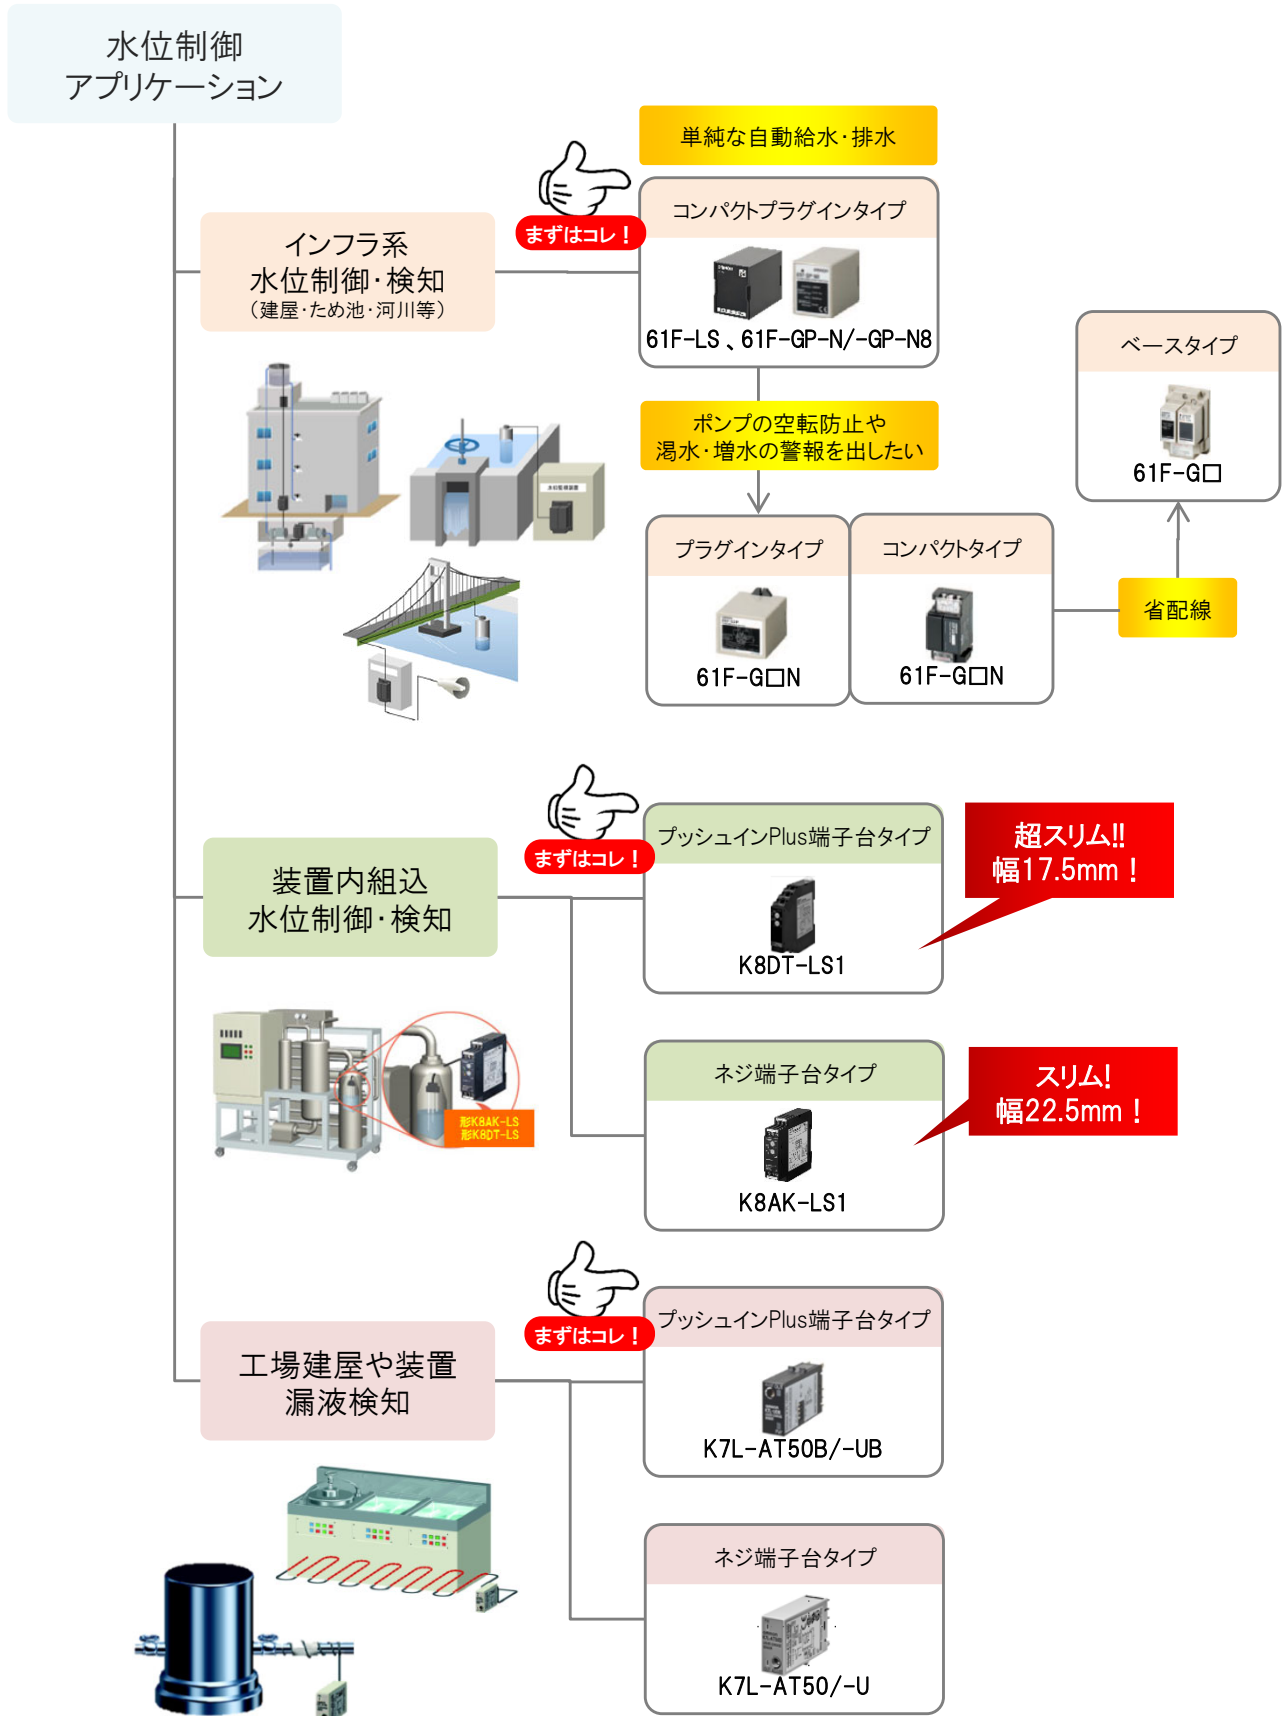 水位制御
アプリケーション
単純な自動給水・排水
まずはコレ！
コンパクトプラグインタイプ
インフラ系
水位制御・検知
（建屋・ため池・河川等）
61F-LS、61F-GP-N/-GP-N8
ベースタイプ
61F-G□
ポンプの空転防止や
渇水・増水の警報を出したい
プラグインタイプ
61F-G□N
コンパクトタイプ
61F-G□N
省配線
まずはコレ！
プッシュインPlus端子台タイプ
K8DT-LS1
超スリム!!
幅17.5mm！
装置内組込
水位制御・検知
形K8AK-LS
形K8DT-LS
ネジ端子台タイプ
K8AK-LS1
スリム!
幅22.5mm！
まずはコレ！
プッシュインPlus端子台タイプ
K7L-AT50B/-UB
工場建屋や装置
漏液検知
ネジ端子台タイプ
K7L-AT50/-U